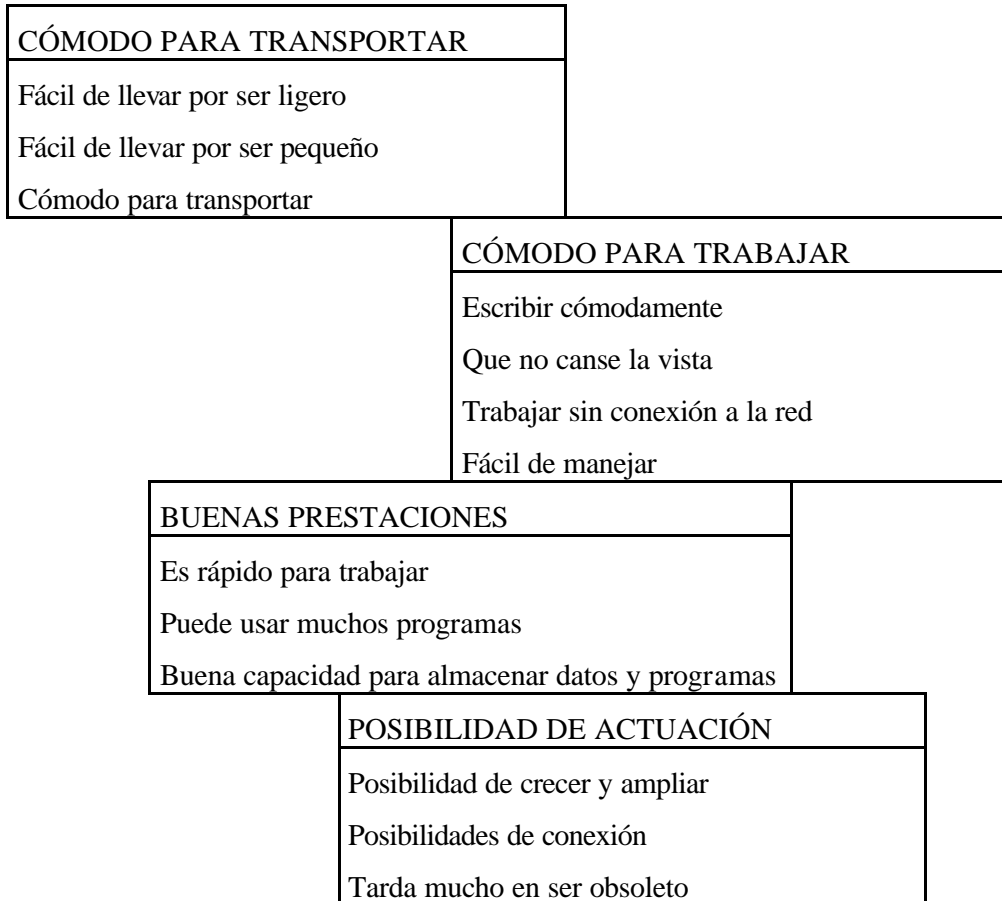 CÓMODO PARA TRANSPORTAR
Fácil de llevar por ser ligero
Fácil de llevar por ser pequeño
Cómodo para transportar
CÓMODO PARA TRABAJAR
Escribir cómodamente
Que no canse la vista
Trabajar sin conexión a la red
Fácil de manejar
BUENAS PRESTACIONES
Es rápido para trabajar
Puede usar muchos programas
Buena capacidad para almacenar datos y programas
POSIBILIDAD DE ACTUACIÓN
Posibilidad de crecer y ampliar
Posibilidades de conexión
Tarda mucho en ser obsoleto